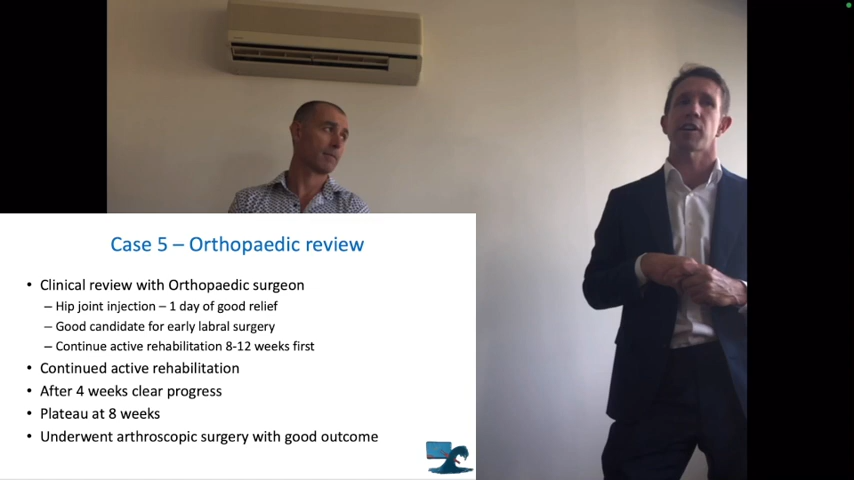 Case 5 – Orthopaedic review
• Clinical review with Orthopaedic surgeon
– Hip joint injection – 1 day of good relief
– Good candidate for early labral surgery
– Continue active rehabilitation 8-12 weeks first
• Continued active rehabilitation
• After 4 weeks clear progress
• Plateau at 8 weeks
• Underwent arthroscopic surgery with good outcome